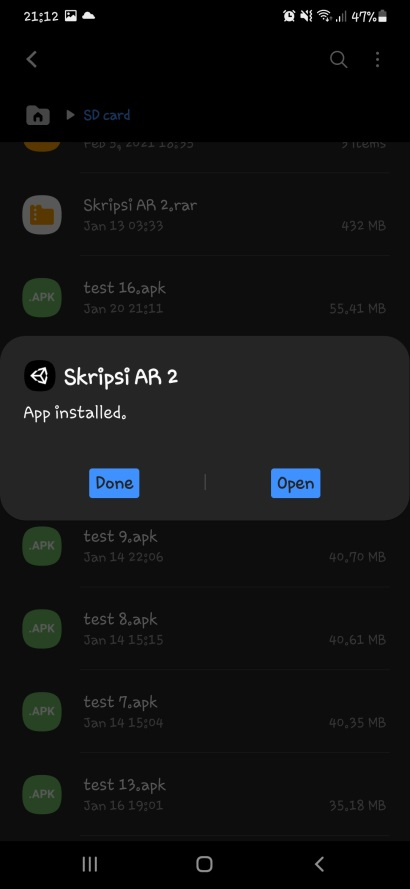 21:12
47%
SD card
Feb 5, 2021 18:35
3 items
Skripsi AR 2.rar
Jan 13 03:33
432 MB
.APK
test 16.apk
Jan 20 21:11
55,41 MB
Skripsi AR 2
App installed.
Done
Open
.APK
test 9.apk
Jan 14 22:06
40,70 MB
.APK
test 8.apk
Jan 14 15:15
40,61 MB
.APK
test 7.apk
Jan 14 15:04
40,35 MB
.APK
test 13.apk
Jan 16 19:01
35,18 MB